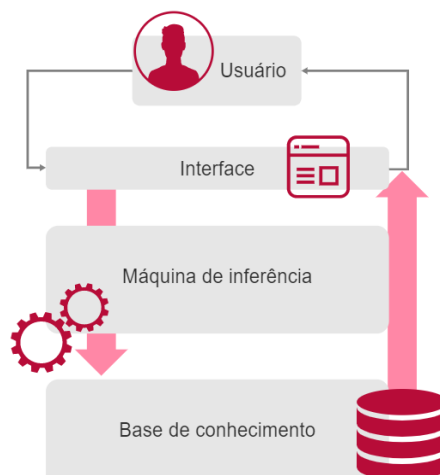 Usuário
Interface
Máquina de inferência
Base de conhecimento